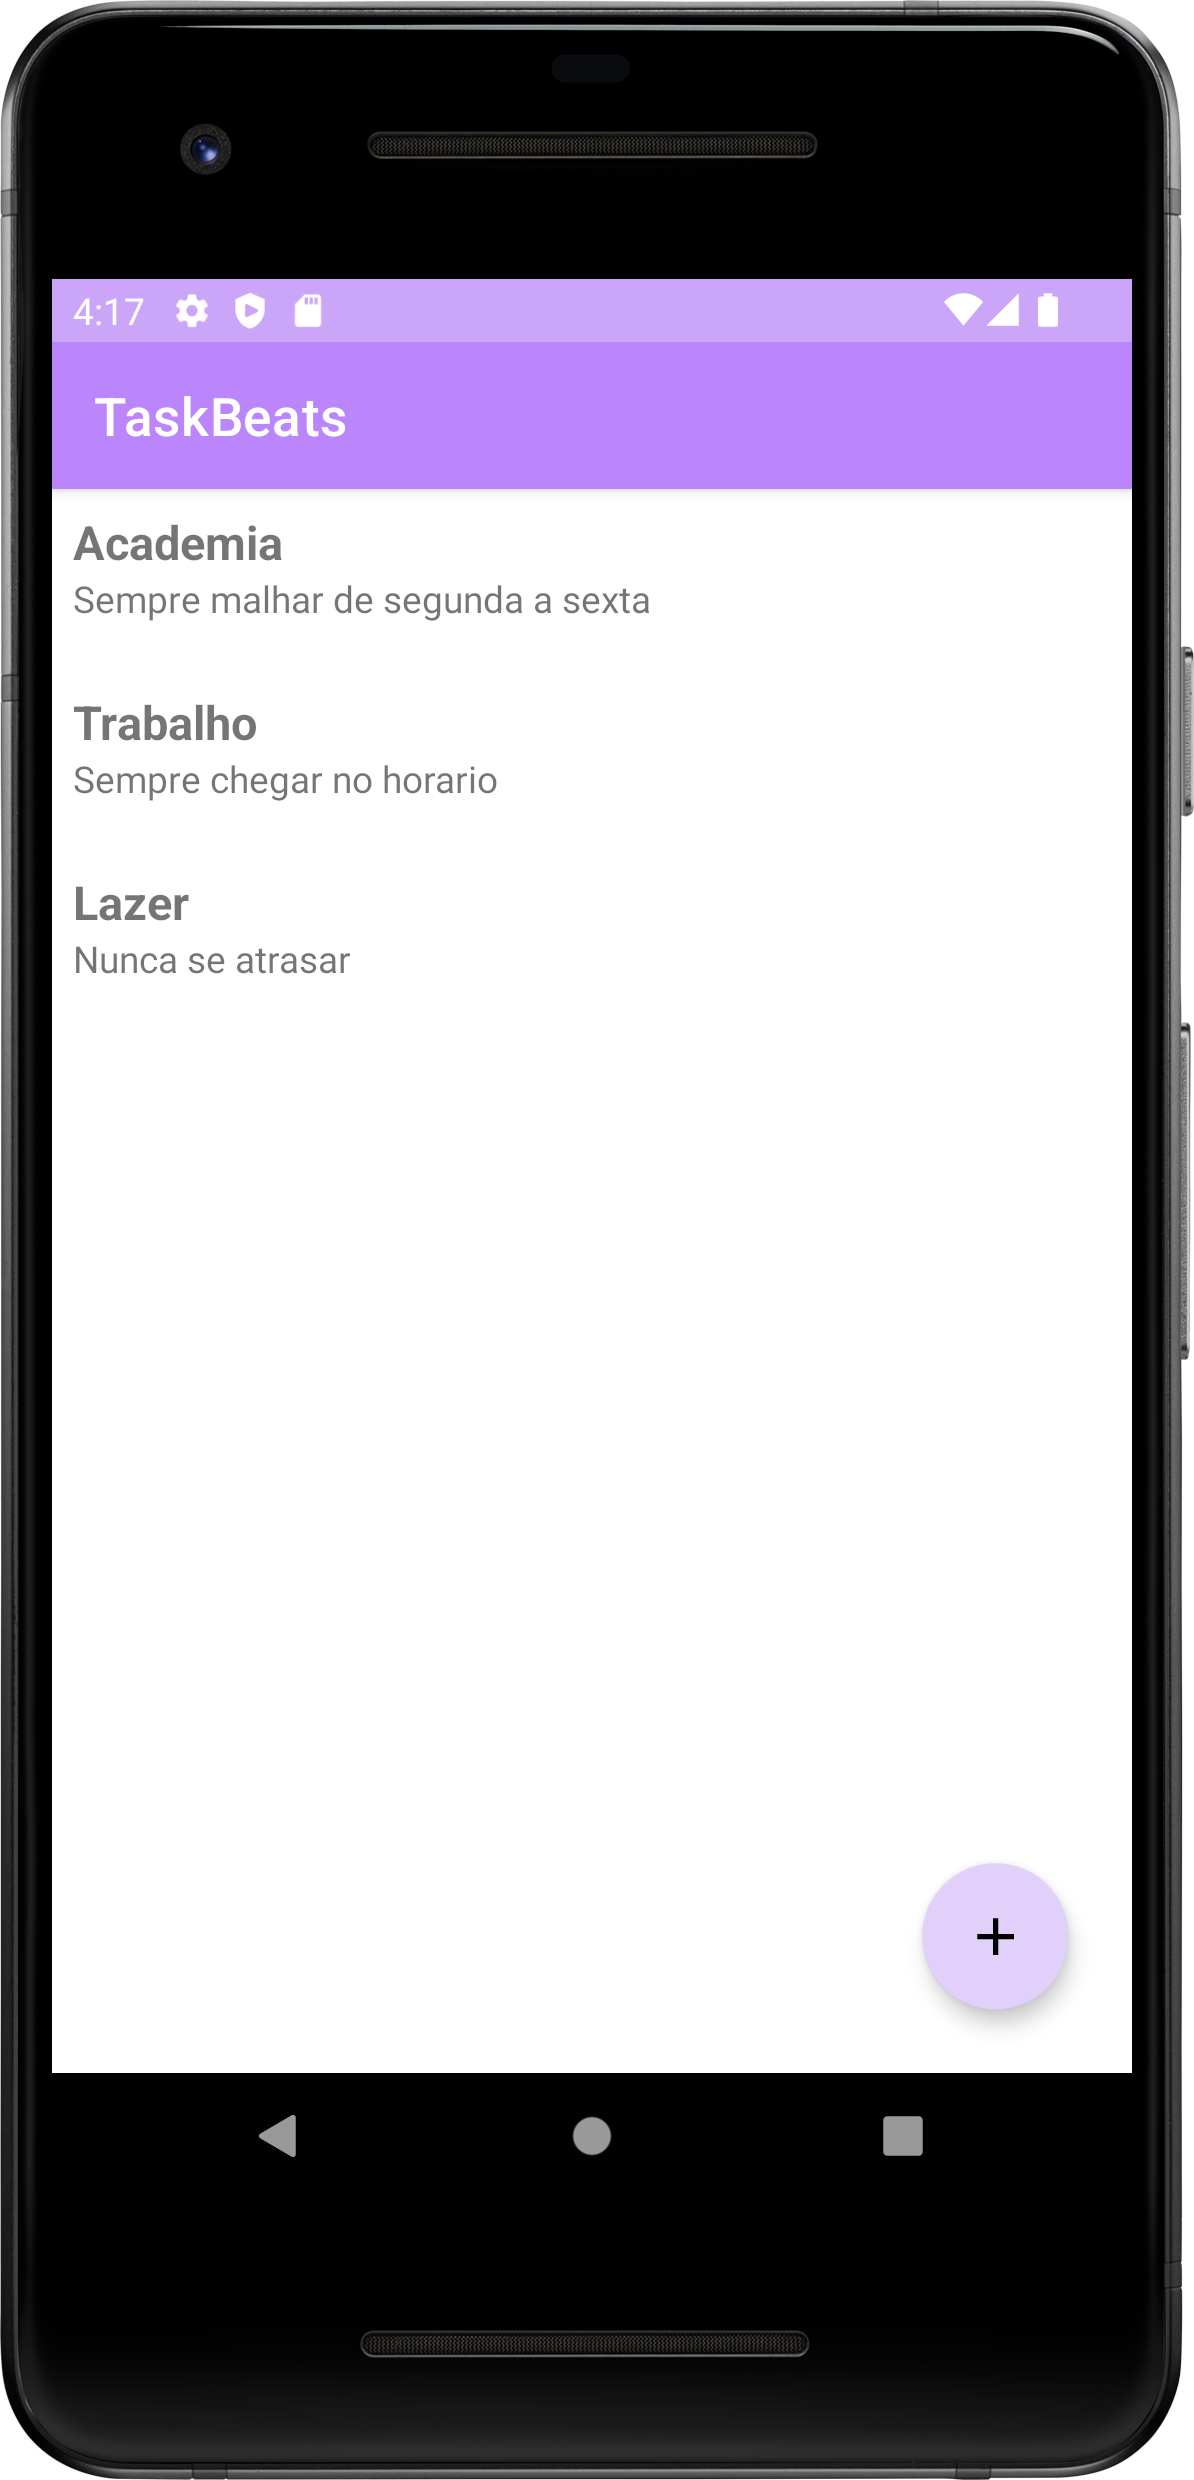 4:17
TaskBeats
Academia
Sempre malhar de segunda a sexta
Trabalho
Sempre chegar no horario
Lazer
Nunca se atrasar